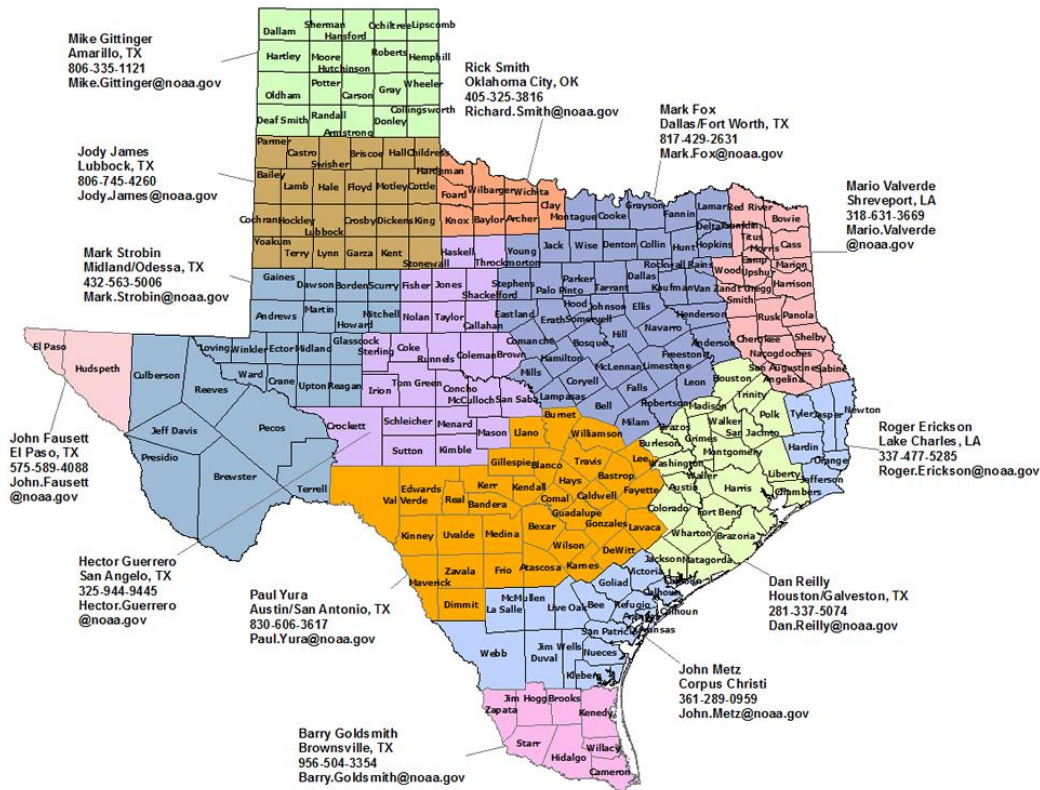 Mike Gittinger
Amarillo, TX
806-335-1121
Mike.Gittinger@noaa.gov
Rick Smith
Oklahoma City, OK
405-325-3816
Richard.Smith@noaa.gov
Mark Fox
Dallas/Fort Worth, TX
817-429-2631
Mark.Fox@noaa.gov
Jody James
Lubbock, TX
806-745-4260
Jody.James@noaa.gov
Mario Valverde
Shreveport, LA
318-631-3669
Mario.Valverde
@noaa.gov
Mark Strobin
Midland/Odessa, TX
432-563-5006
Mark.Strobin@noaa.gov
John Fausett
El Paso, TX
575-589-4088
John.Fausett
@noaa.gov
Roger Erickson
Lake Charles, LA
337-477-5285
Roger.Erickson@noaa.gov
Hector Guerrero
San Angelo, TX
325-944-9445
Hector.Guerrero
@noaa.gov
Paul Yura
Austin/San Antonio, TX
830-606-3617
Paul.Yura@noaa.gov
Dan Reilly
Houston/Galveston, TX
281-337-5074
Dan.Reilly@noaa.gov
John Metz
Corpus Christi
361-289-0959
John.Metz@noaa.gov
Barry Goldsmith
Brownsville, TX
956-504-3354
Barry.Goldsmith@noaa.gov
Dallam Sherman Hansford Ochiltree Lipscomb
Hartley Moore Hutchinson Roberts Hemphill
Oldham Potter Carson Gray Wheeler
Deaf Smith Randall Armstrong Donley Collingsworth
Parmer Castro Swisher Briscoe Hall Childress
Bailey Lamb Hale Floyd Motley Cottle
Cochran Hockley Lubbock Crosby Dickens King
Yoakum Terry Lynn Garza Kent Stonewall
Hardeman Foard Wilbarger Wichita Clay
Knox Baylor Archer
Haskell Throckmorton
Fisher Jones Shackelford
Nolan Taylor Callahan
Sterling Coke Runnels Coleman Brown
Irion Tom Green Concho McCulloch San Saba
Crockett Schleicher Menard Mason
Sutton Kimble
Gaines Dawson Borden Scurry
Andrews Martin Howard Mitchell
Loving Winkler Ector Midland Glasscock
Ward Crane Upton Reagan
Culberson Reeves
Jeff Davis Pecos
Presidio Brewster Terrell
El Paso Hudspeth
Montague Cooke Grayson Fannin Lamar
Young Jack Wise Denton Collin Hunt Delta Hopkins
Stephens Palo Pinto Parker Tarrant Dallas Rockwall Rains
Kaufman Van Zandt
Eastland Erath Hood Somervell Johnson Ellis Henderson
Comanche Bosque Hill Navarro Anderson
Mills Hamilton McLennan Limestone Freestone
Lampasas Coryell Bell Falls Robertson Leon
Milam
Red River Bowie
Franklin Titus Morris Cass
Wood Camp Upshur Marion
Gregg Harrison
Smith Rusk Panola
Cherokee Shelby
Nacogdoches
San Augustine Sabine
Angelina
Houston Trinity
Madison Walker Polk
Brazos Grimes San Jacinto
Burleson Washington Montgomery Liberty
Waller Austin Harris Chambers
Colorado Fort Bend
Wharton Brazoria
Jackson Matagorda
Tyler Jasper Newton
Hardin Orange
Jefferson
Burnet Llano Williamson
Gillespie Blanco Travis Lee
Edwards Kerr Kendall Hays Bastrop
Val Verde Real Bandera Comal Caldwell Fayette
Guadalupe
Kinney Uvalde Medina Bexar Gonzales Lavaca
Wilson DeWitt
Maverick Zavala Frio Atascosa Karnes
Dimmit
McMullen Goliad Victoria
La Salle Live Oak Bee Refugio Calhoun
Calhoun
Calhoun
Aransas
San Patricio Aransas
Webb Duval Jim Wells Nueces
Kleberg
Jim Hogg Brooks
Zapata Kenedy
Starr Hidalgo Willacy
Cameron